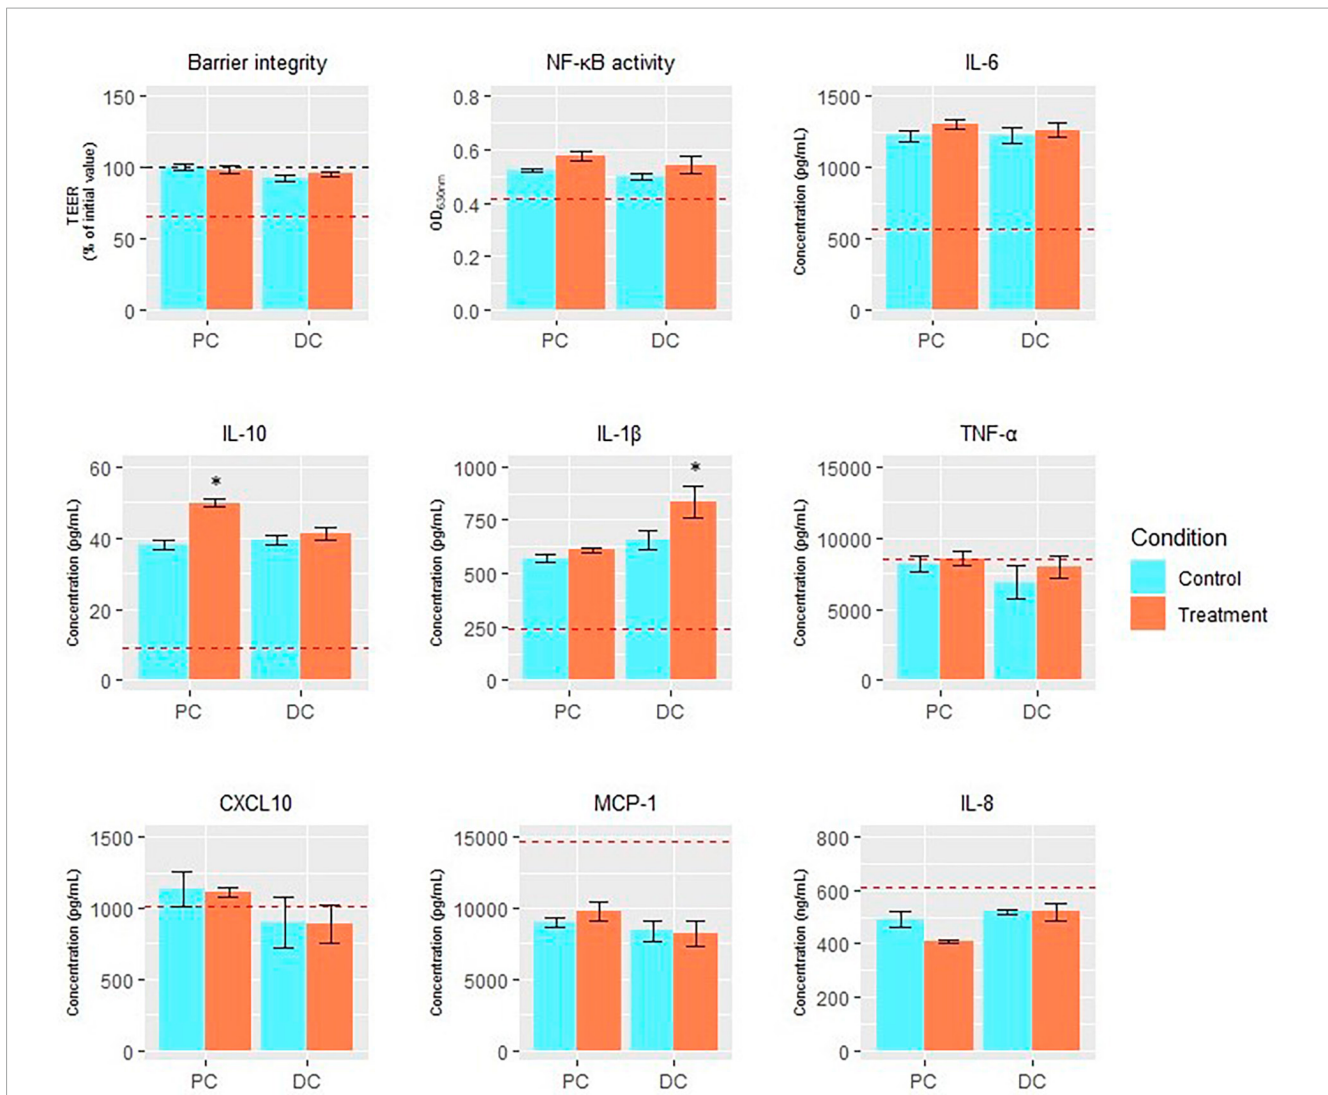 Barrier integrity
TEER
(% of initial value)
150
100
50
0
PC DC
NF-κB activity
OD630nm
0.8
0.6
0.4
0.2
0.0
PC DC
IL-6
Concentration (pg/mL)
1500
1000
500
0
PC DC
IL-10
Concentration (pg/mL)
60
40
20
0
PC DC
*
IL-1β
Concentration (pg/mL)
1000
750
500
250
0
PC DC
*
TNF-α
Concentration (pg/mL)
15000
10000
5000
0
PC DC
Condition
Control
Treatment
CXCL10
Concentration (pg/mL)
1500
1000
500
0
PC DC
MCP-1
Concentration (pg/mL)
15000
10000
5000
0
PC DC
IL-8
Concentration (ng/mL)
800
600
400
200
0
PC DC